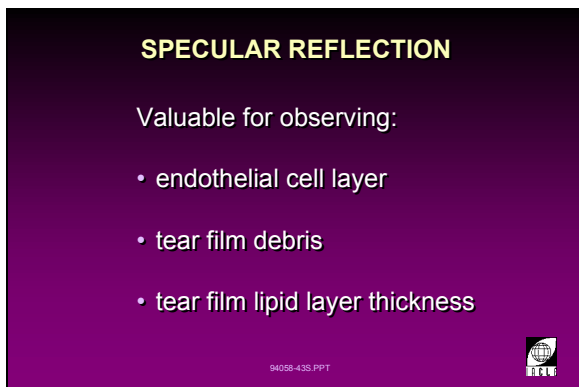 SPECULAR REFLECTION
Valuable for observing:
• endothelial cell layer
• tear film debris
• tear film lipid layer thickness
94058-43S.PPT
IACLE